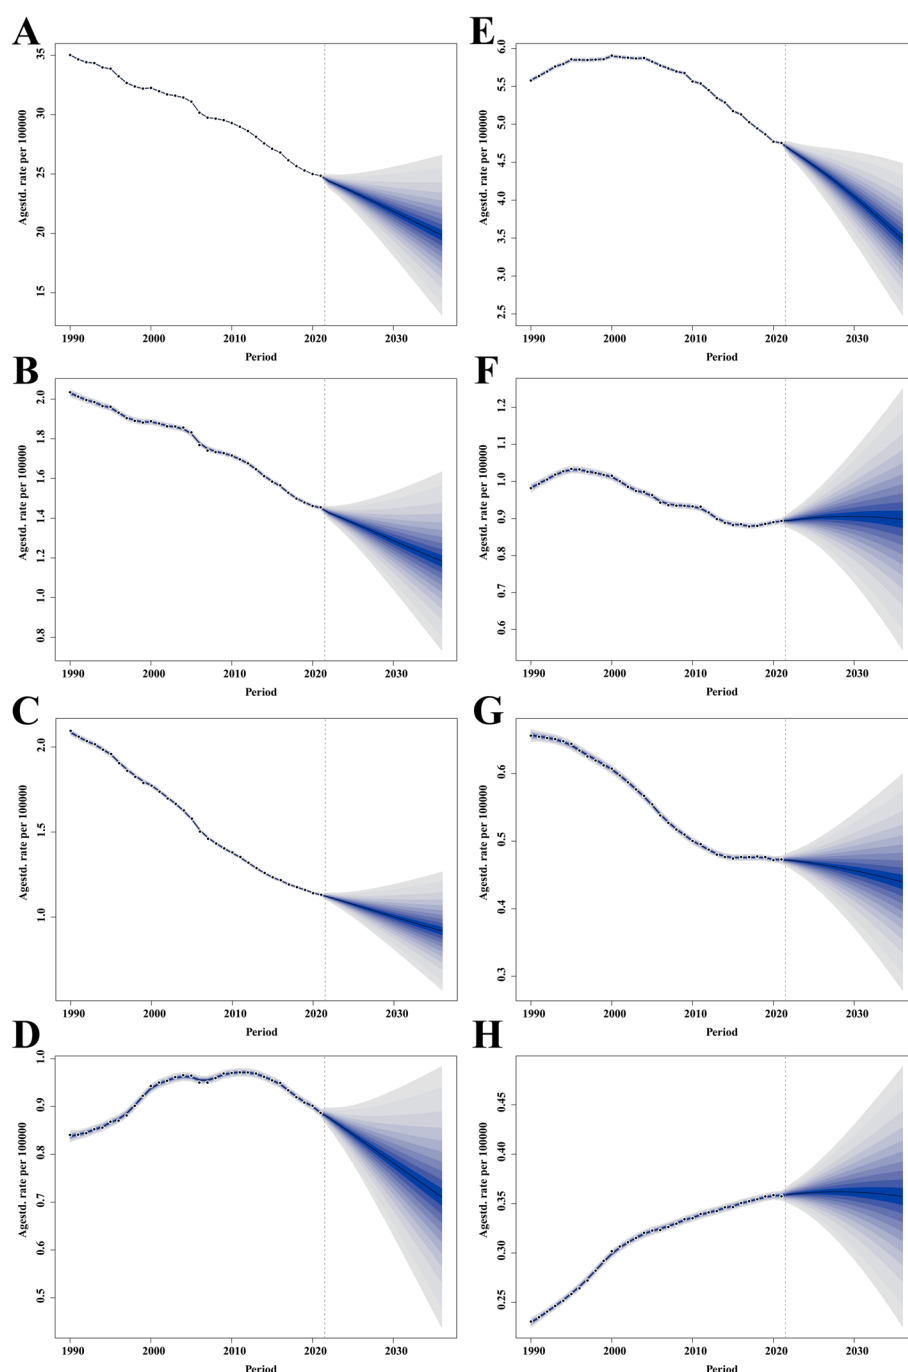 A
Agestd. rate per 100000
35
30
25
20
15
1990 2000 2010 2020 2030
Period
E
Agestd. rate per 100000
6.0
5.5
5.0
4.5
4.0
3.5
3.0
2.5
1990 2000 2010 2020 2030
Period
B
Agestd. rate per 100000
2.0
1.8
1.6
1.4
1.2
1.0
0.8
1990 2000 2010 2020 2030
Period
F
Agestd. rate per 100000
1.2
1.1
1.0
0.9
0.8
0.7
0.6
1990 2000 2010 2020 2030
Period
C
Agestd. rate per 100000
2.0
1.5
1.0
1990 2000 2010 2020 2030
Period
G
Agestd. rate per 100000
0.6
0.5
0.4
0.3
1990 2000 2010 2020 2030
Period
D
Agestd. rate per 100000
1.0
0.9
0.8
0.7
0.6
0.5
1990 2000 2010 2020 2030
Period
H
Agestd. rate per 100000
0.45
0.40
0.35
0.30
0.25
1990 2000 2010 2020 2030
Period